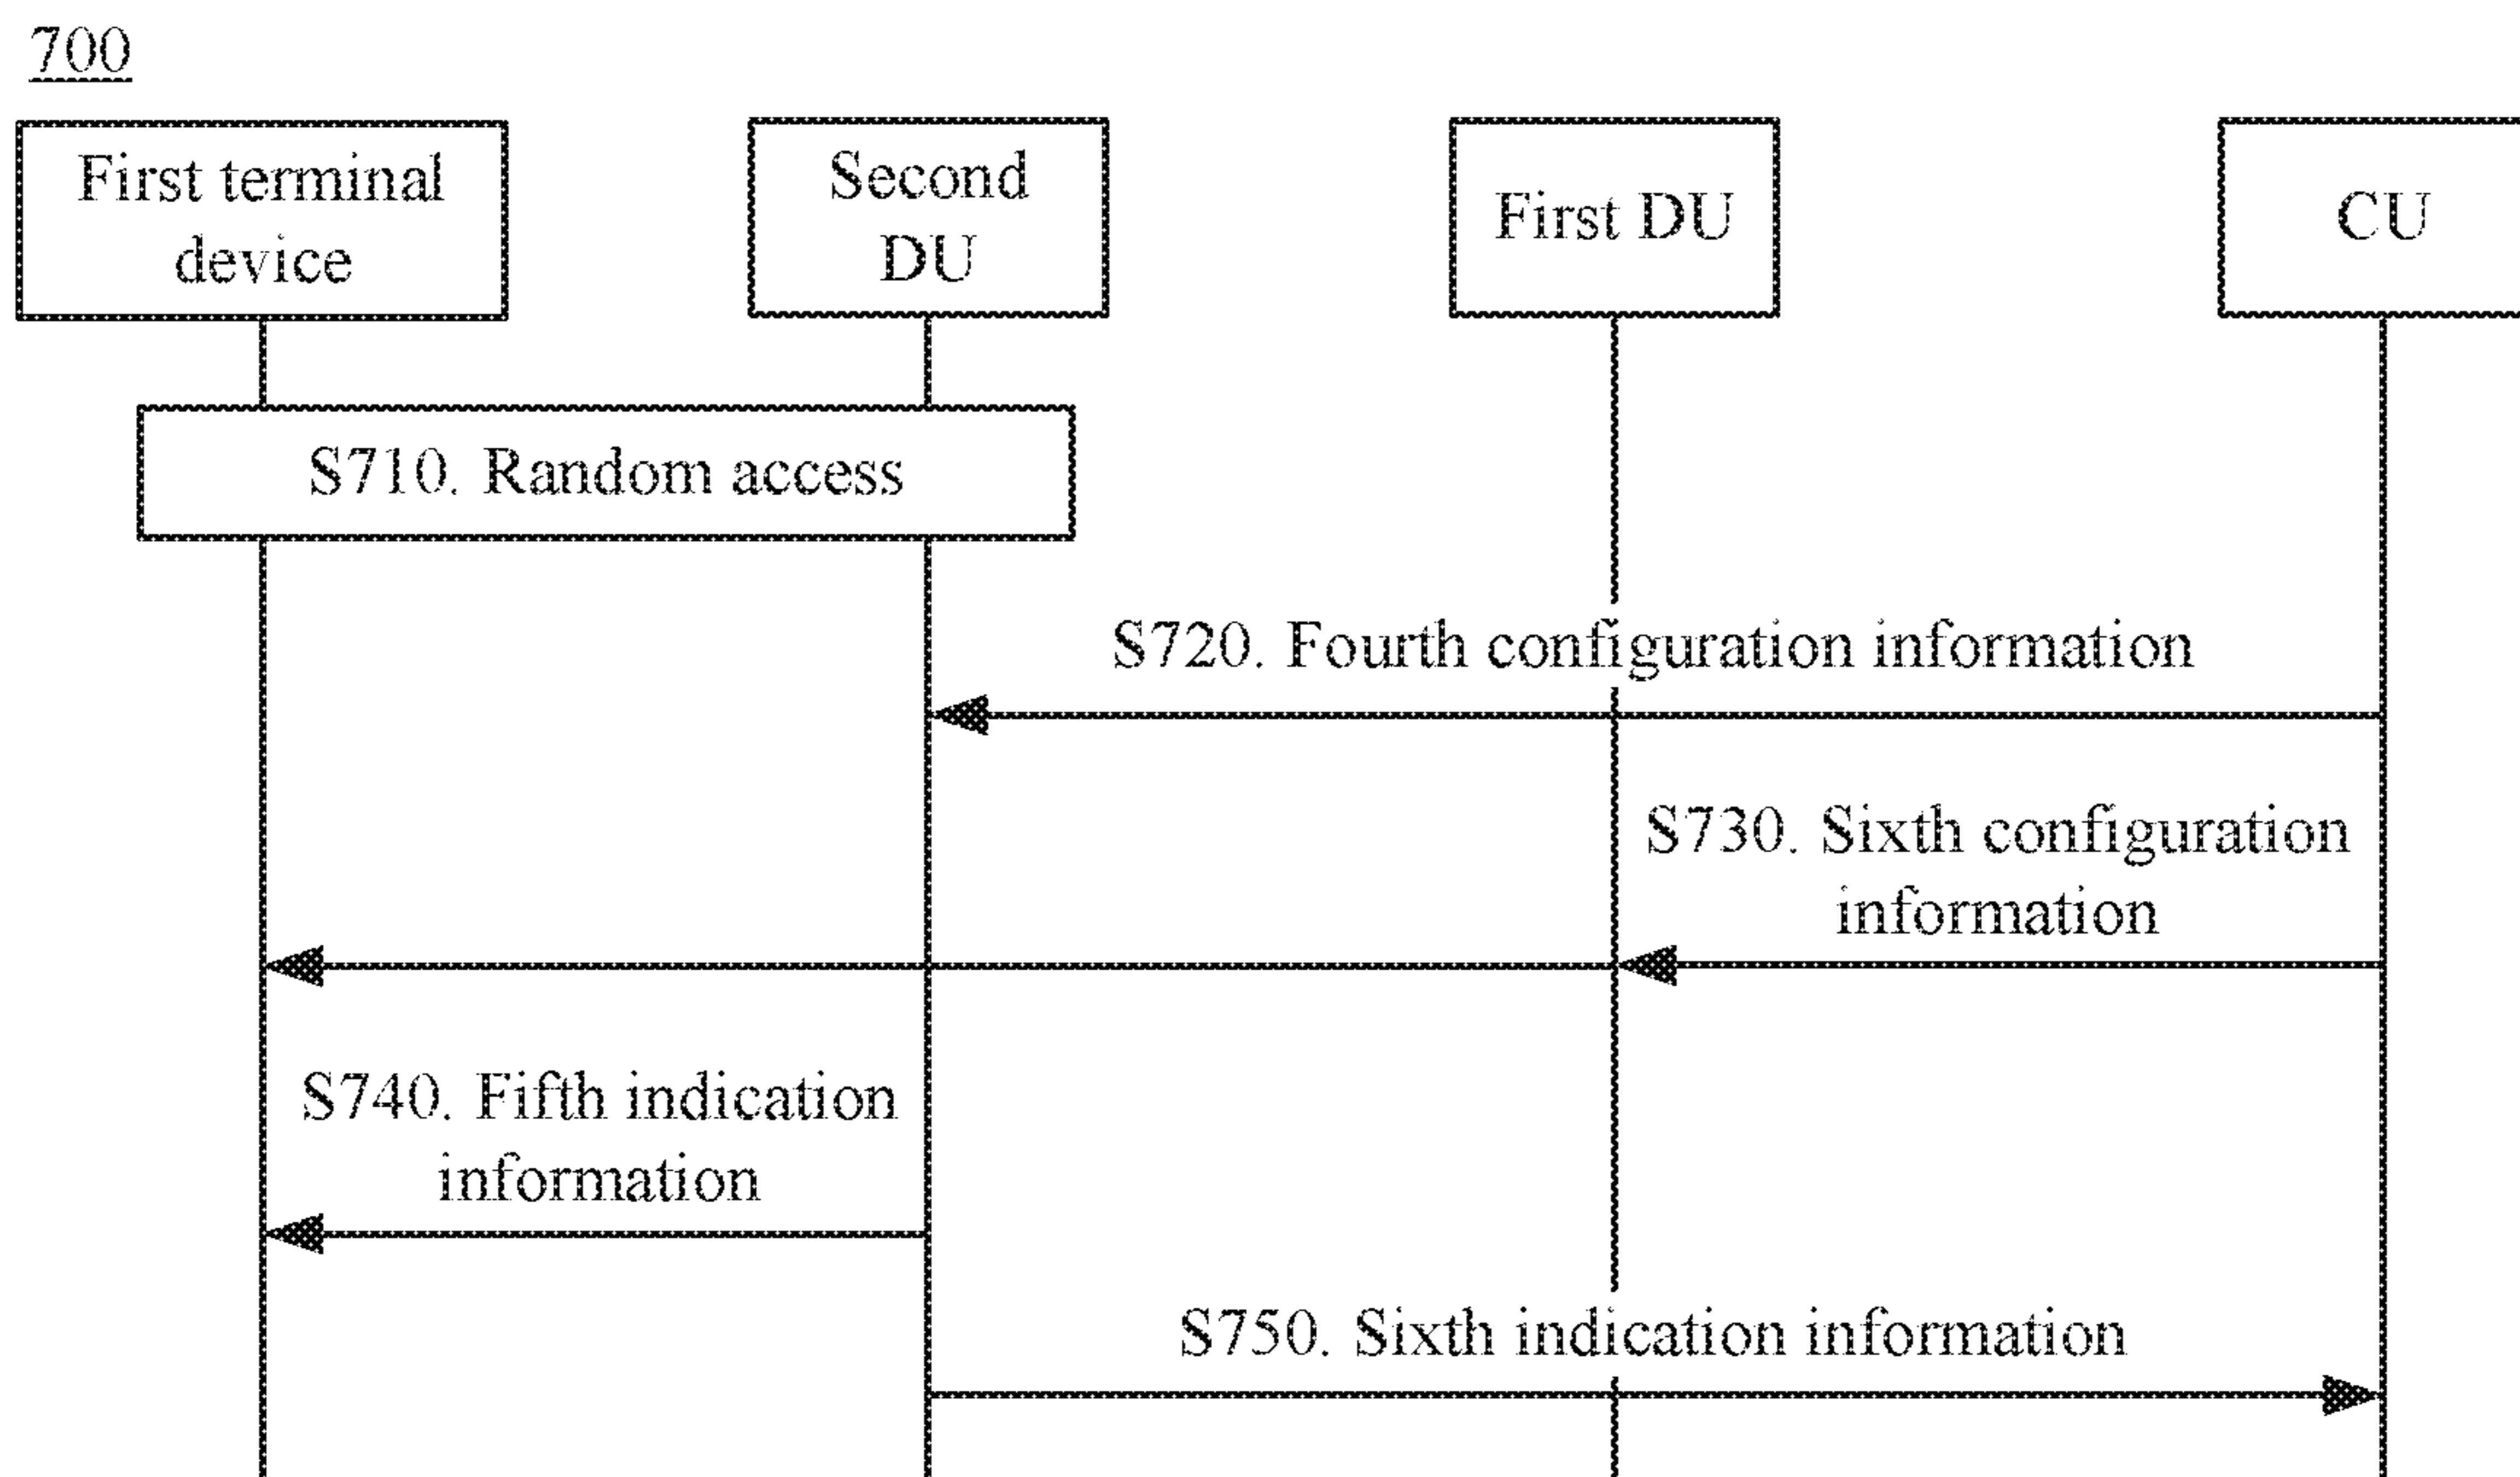 700
First terminal
device
Second
DU
First DU
CU
S710. Random access
S720. Fourth configuration information
S730. Sixth configuration
information
S740. Fifth indication
information
S750. Sixth indication information